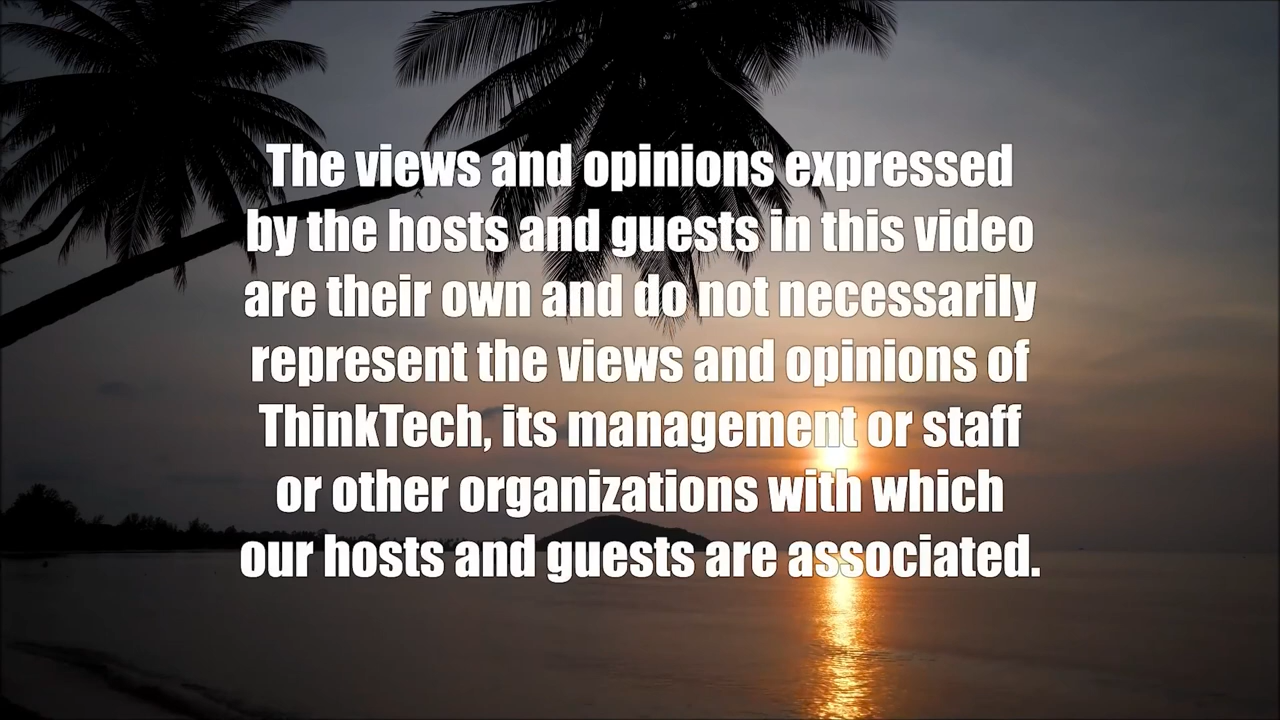 The views and opinions expressed
by the hosts and guests in this video
are their own and do not necessarily
represent the views and opinions of
ThinkTech, its management or staff
or other organizations with which
our hosts and guests are associated.